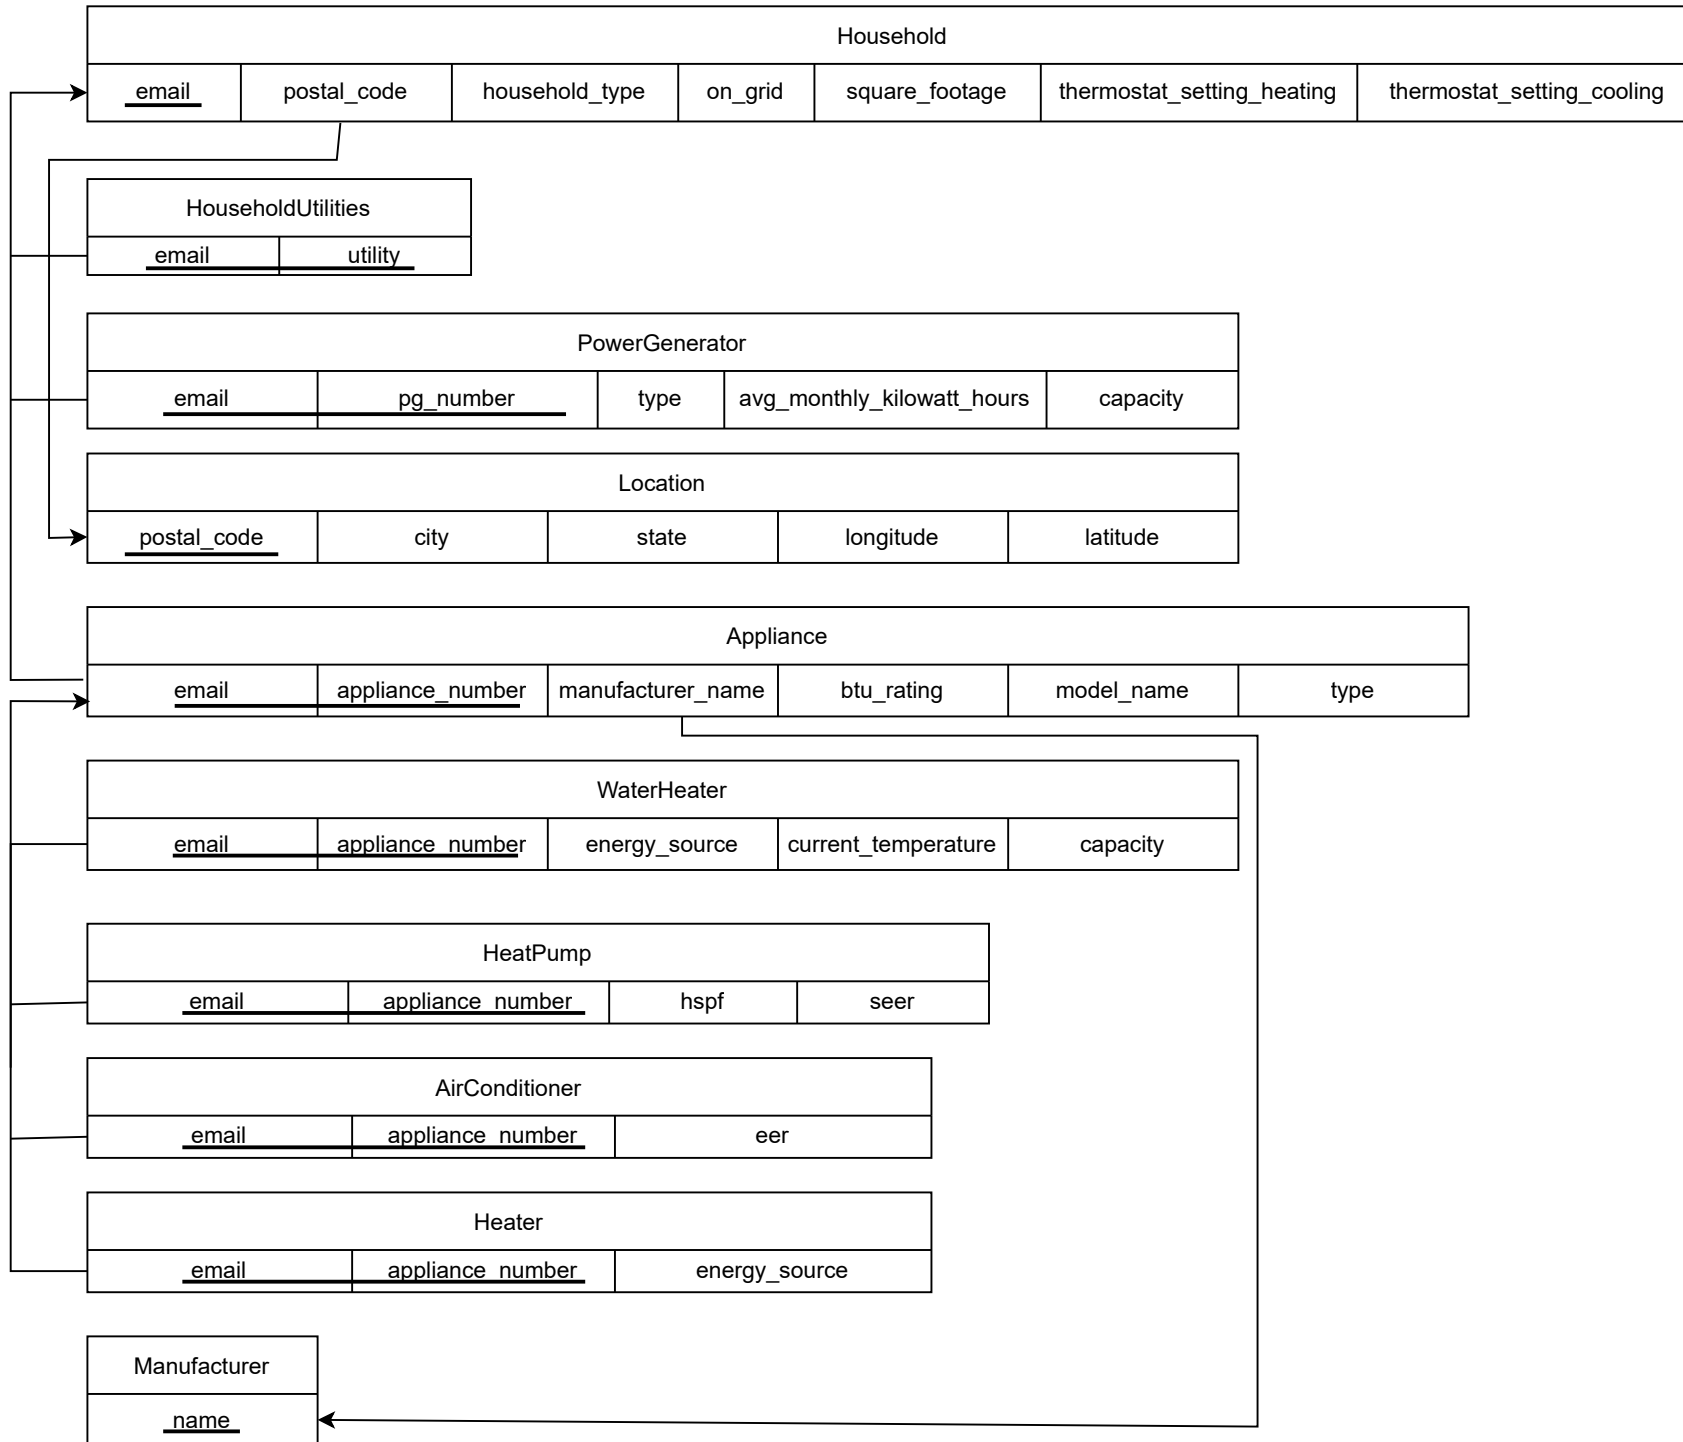 Household
email postal_code household_type on_grid square_footage thermostat_setting_heating thermostat_setting_cooling
HouseholdUtilities
email utility
PowerGenerator
email pg_number type avg_monthly_kilowatt_hours capacity
Location
postal_code city state longitude latitude
Appliance
email appliance_number manufacturer_name btu_rating model_name type
WaterHeater
email appliance_number energy_source current_temperature capacity
HeatPump
email appliance_number hspf seer
AirConditioner
email appliance_number eer
Heater
email appliance_number energy_source
Manufacturer
name